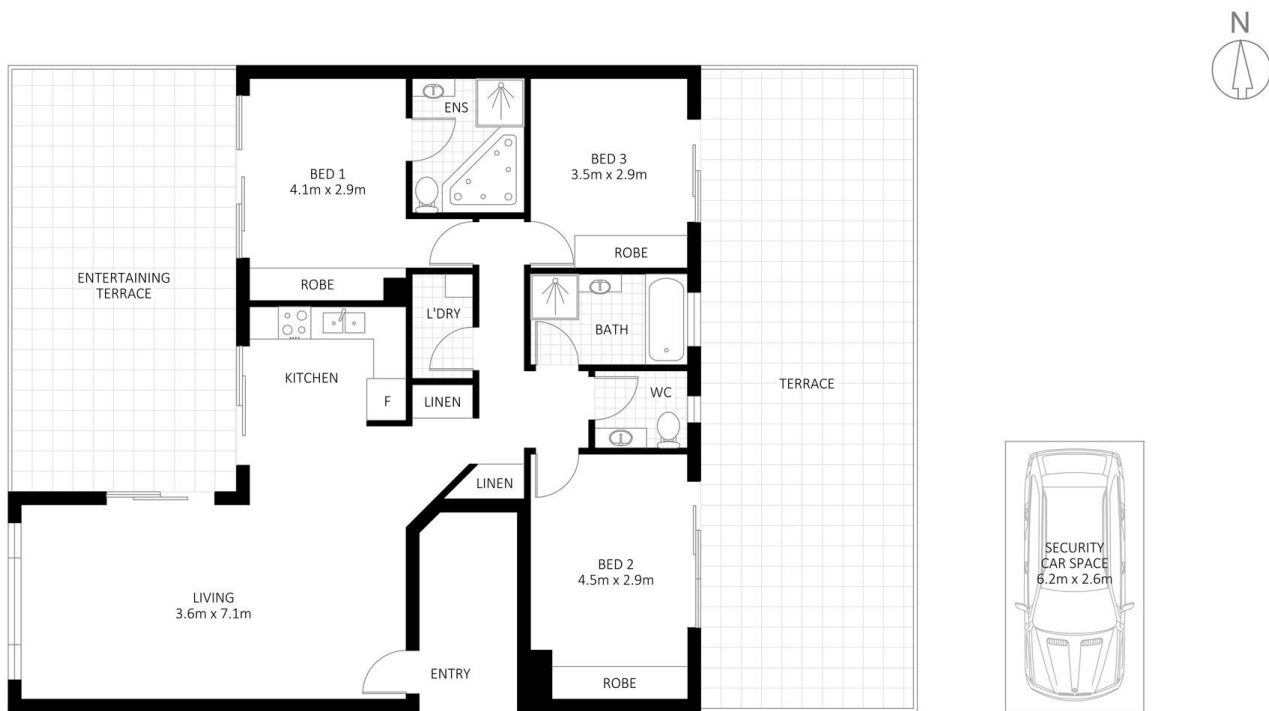 N
ENS
BED 1
4.1m x 2.9m
BED 3
3.5m x 2.9m
ROBE
ENTERTAINING
TERRACE
ROBE
L'DRY
BATH
KITCHEN
F
LINEN
WC
TERRACE
LINEN
BED 2
4.5m x 2.9m
SECURITY
CAR SPACE
6.2m x 2.6m
LIVING
3.6m x 7.1m
ENTRY
ROBE